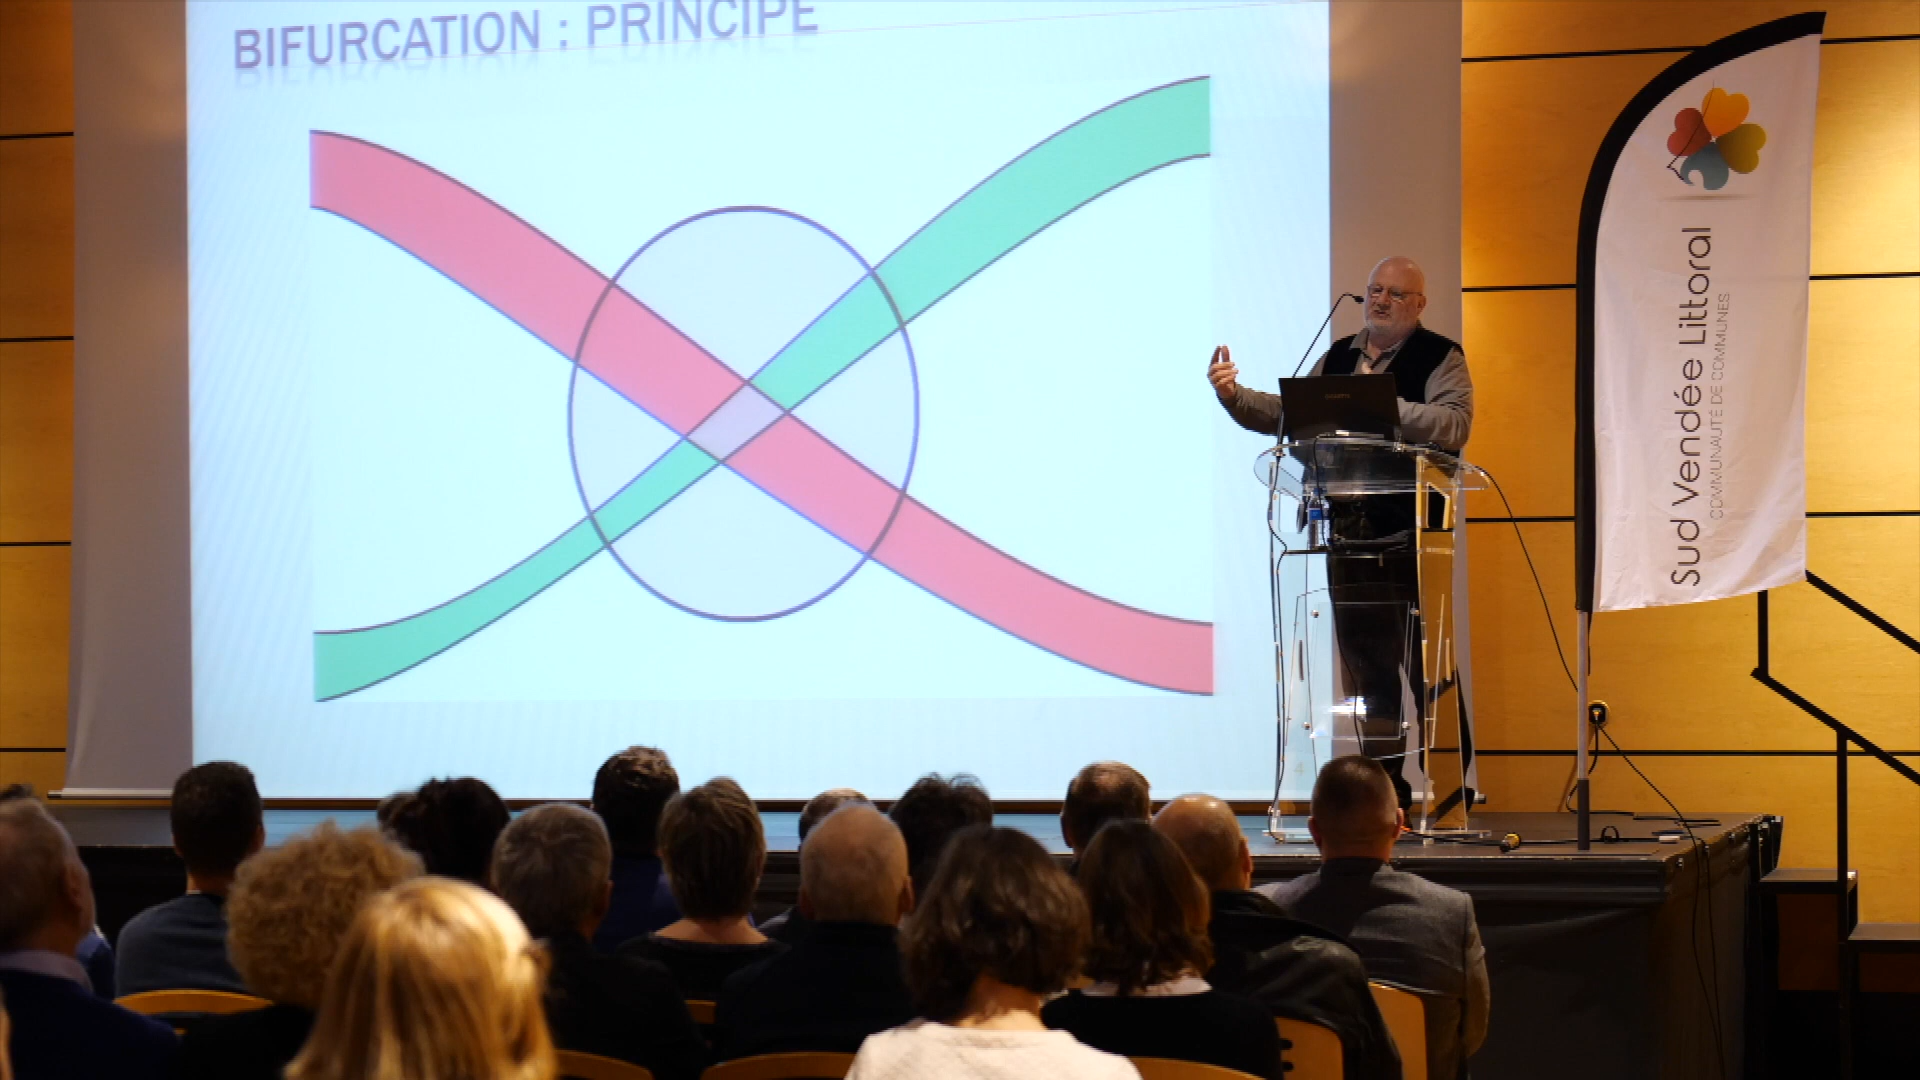 BIFURCATION : PRINCIPE
Sud Vendée Littoral
COMMUNAUTÉ DE COMMUNES